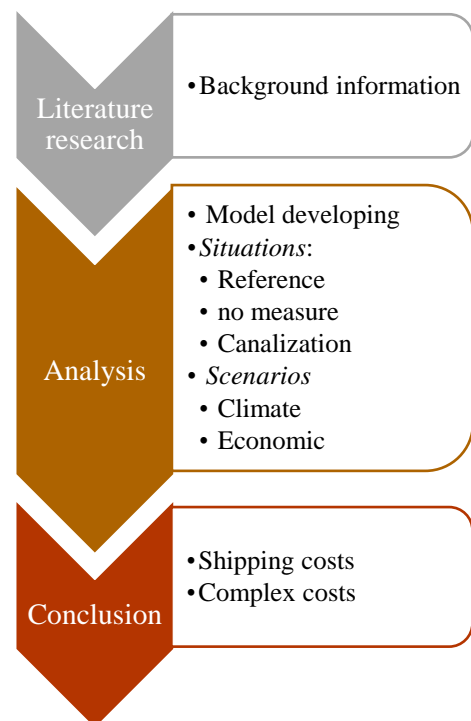 Literature
research
•Background information
Analysis
• Model developing
•Situations:
• Reference
• no measure
• Canalization
• Scenarios
• Climate
• Economic
Conclusion
•Shipping costs
•Complex costs